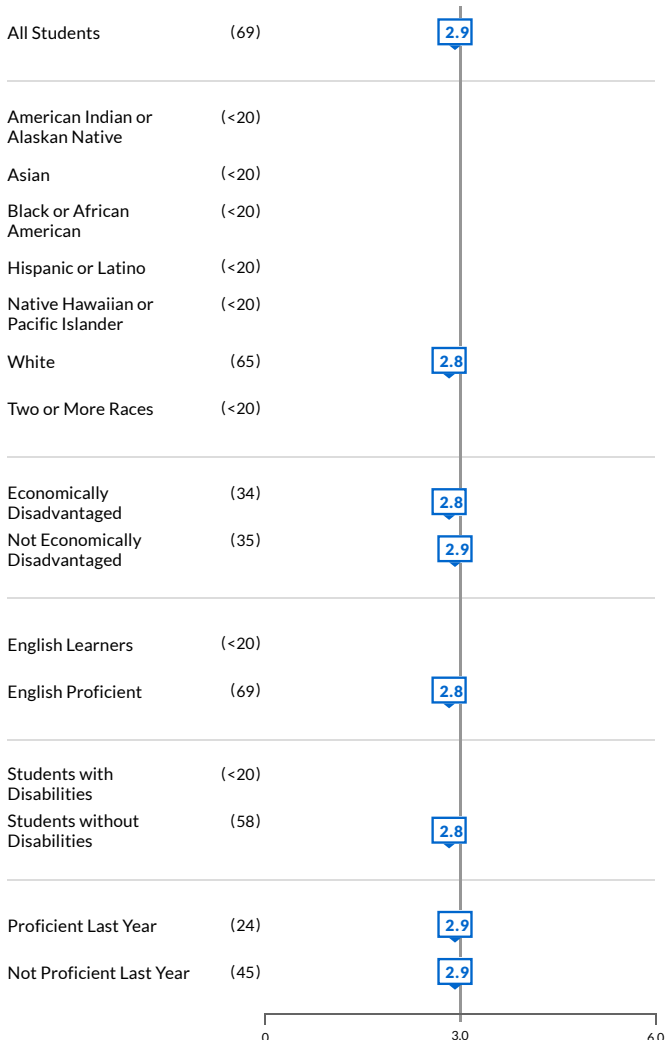 All Students (69) 2.9
American Indian or (<20)
Alaskan Native
Asian (<20)
Black or African (<20)
American
Hispanic or Latino (<20)
Native Hawaiian or (<20)
Pacific Islander
White (65) 2.8
Two or More Races (<20)
Economically (34) 2.8
Disadvantaged
Not Economically (35) 2.9
Disadvantaged
English Learners (<20)
English Proficient (69) 2.8
Students with (<20)
Disabilities
Students without (58) 2.8
Disabilities
Proficient Last Year (24) 2.9
Not Proficient Last Year (45) 2.9
0 3.0 6.0